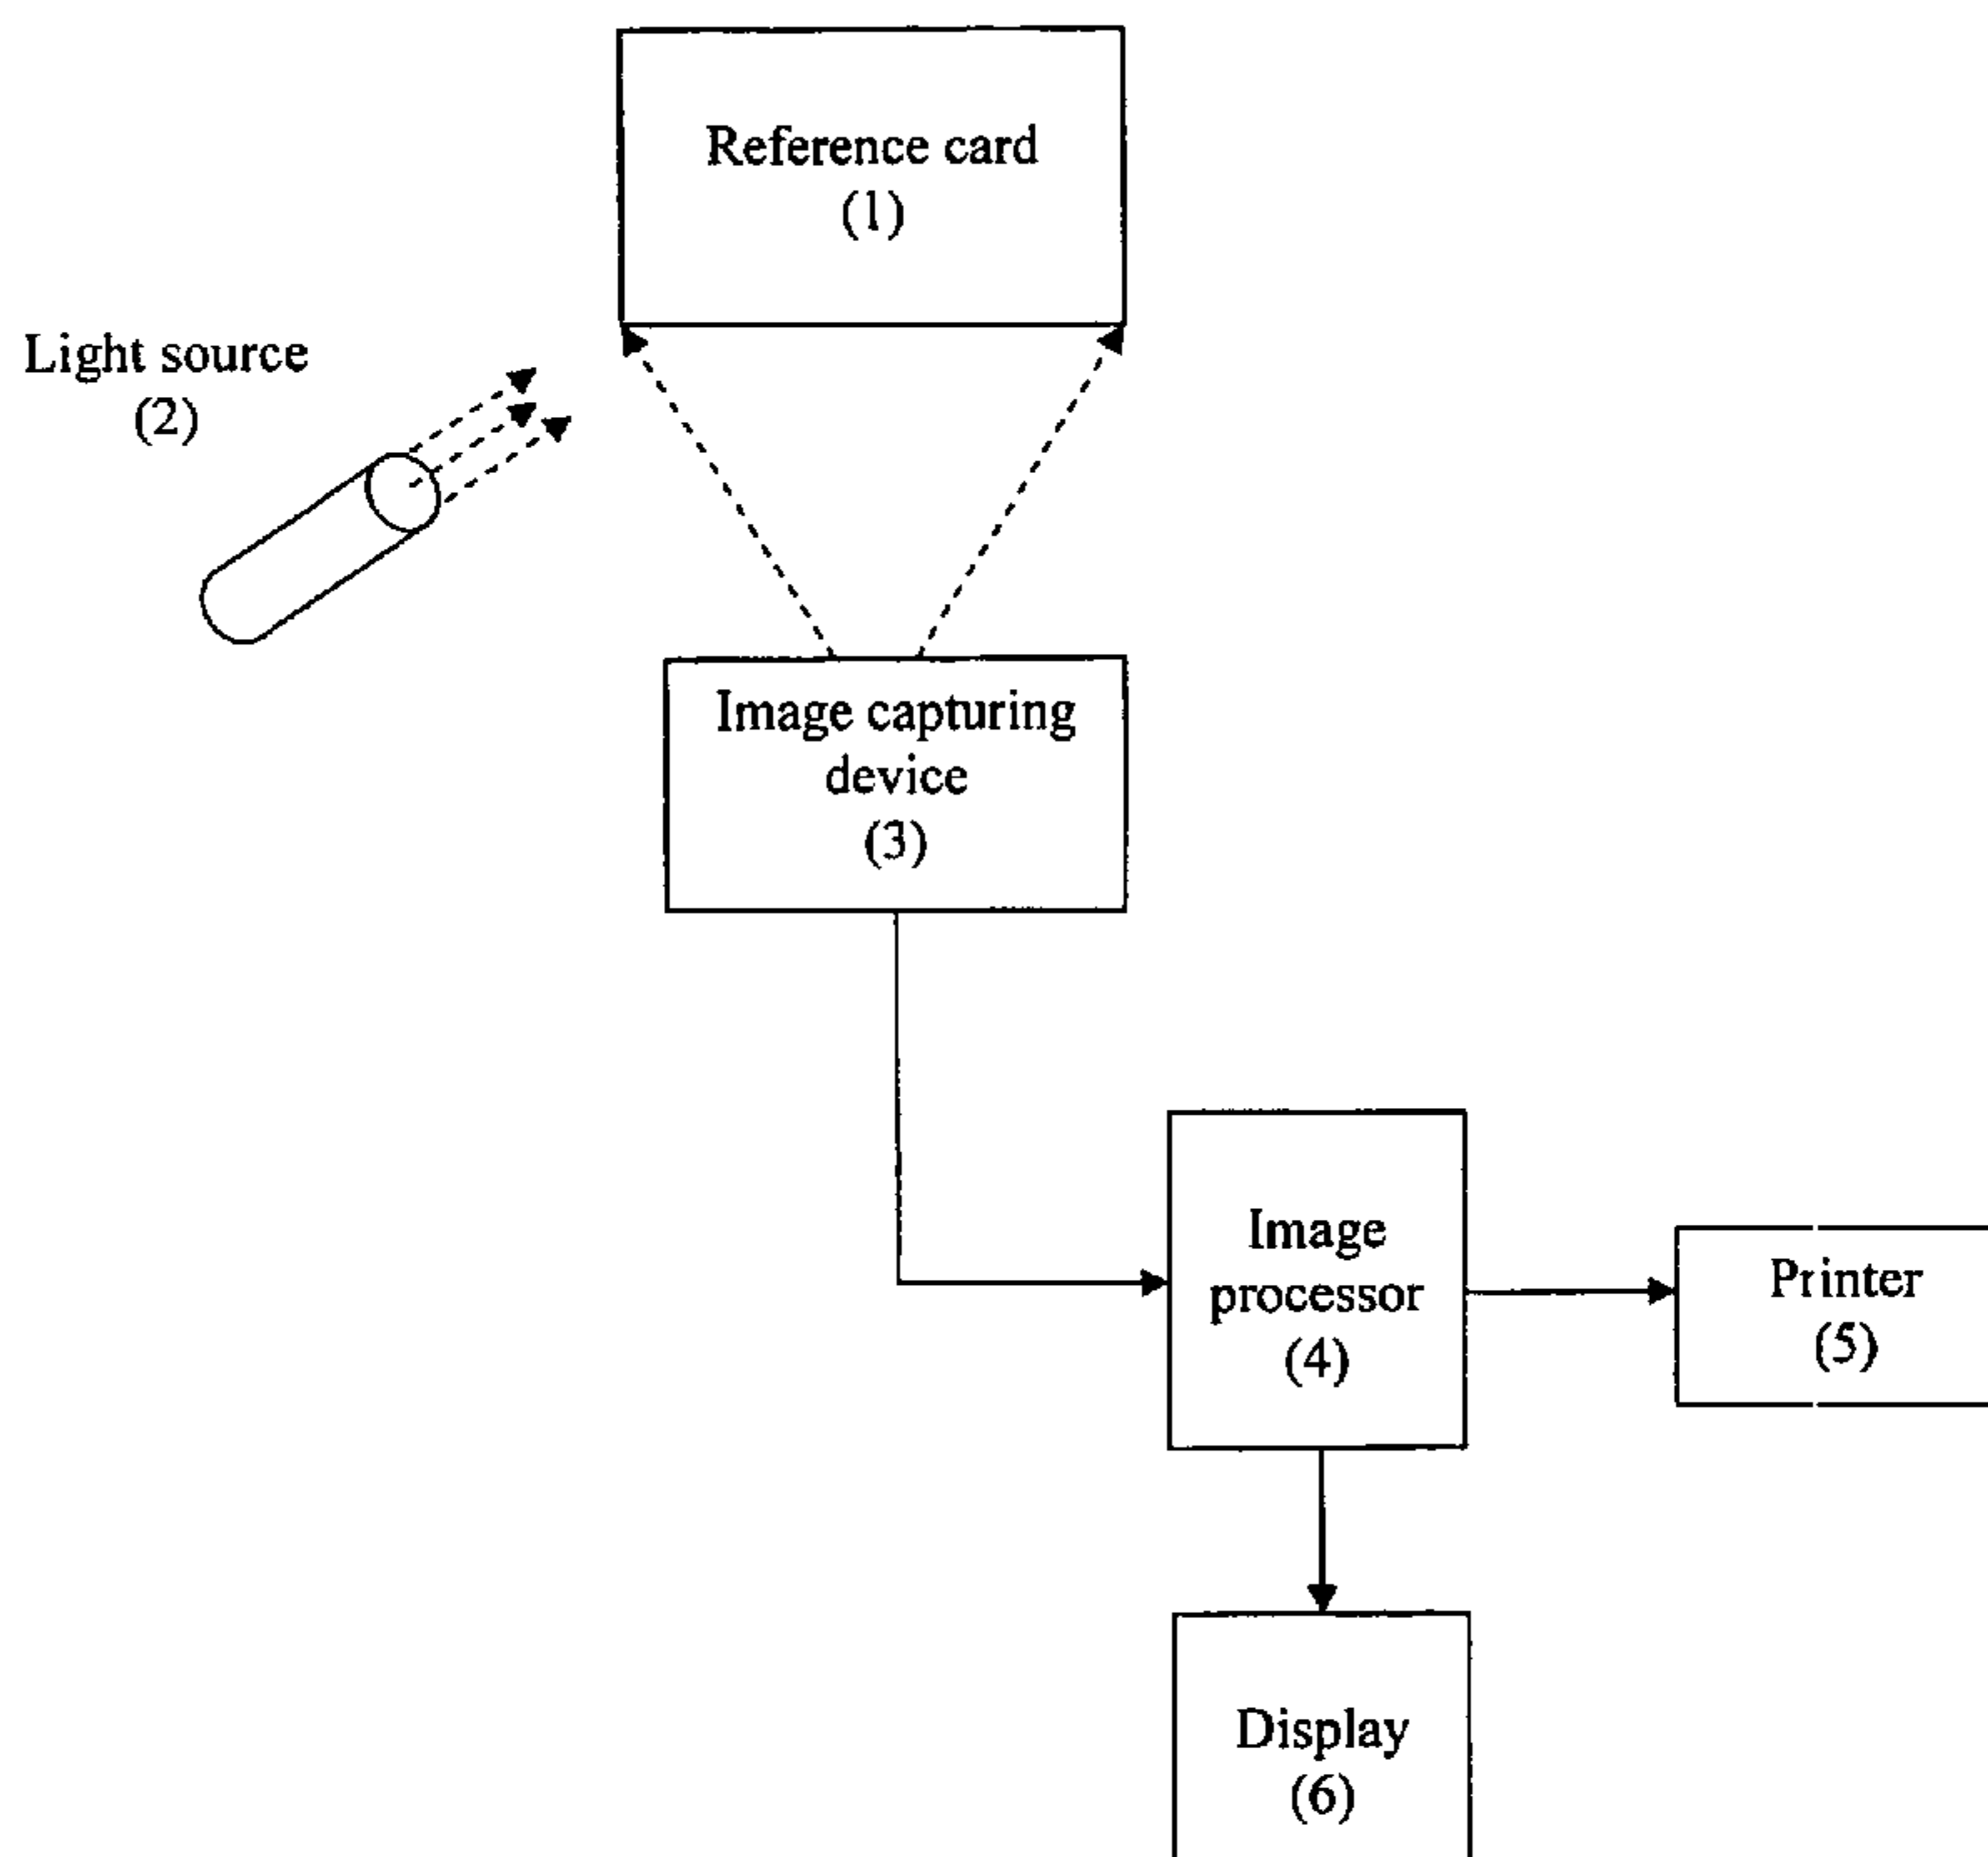 Reference card
(1)
Light source
(2)
Image capturing
device
(3)
Image
processor
(4)
Printer
(5)
Display
(6)